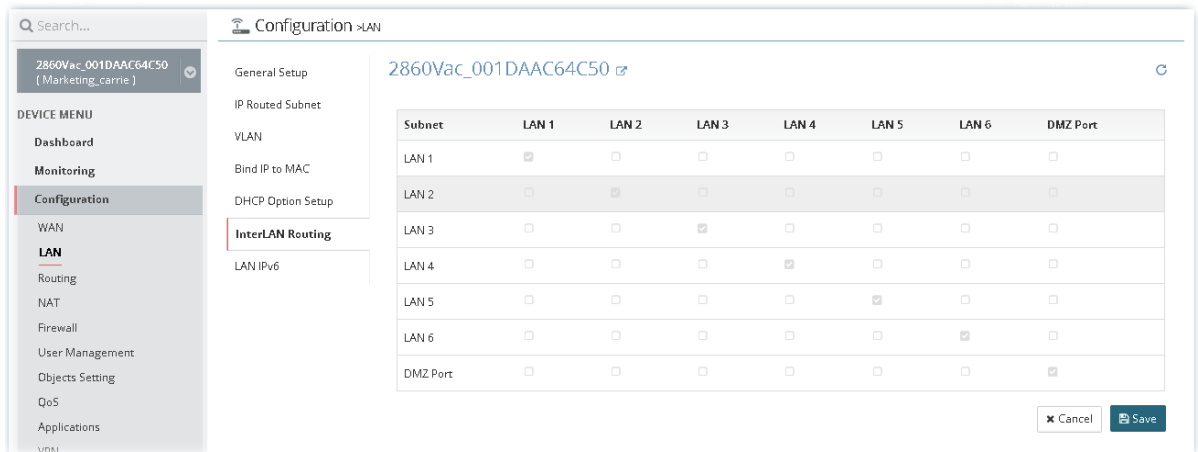 Search...
2860Vac_001DAAC64C50
( Marketing_carrie )
DEVICE MENU
Dashboard
Monitoring
Configuration
WAN
LAN
Routing
NAT
Firewall
User Management
Objects Setting
QoS
Applications
VPN
Configuration >LAN
General Setup
IP Routed Subnet
VLAN
Bind IP to MAC
DHCP Option Setup
InterLAN Routing
LAN IPv6
2860Vac_001DAAC64C50
Subnet LAN 1 LAN 2 LAN 3 LAN 4 LAN 5 LAN 6 DMZ Port
LAN 1
LAN 2
LAN 3
LAN 4
LAN 5
LAN 6
DMZ Port
Cancel Save